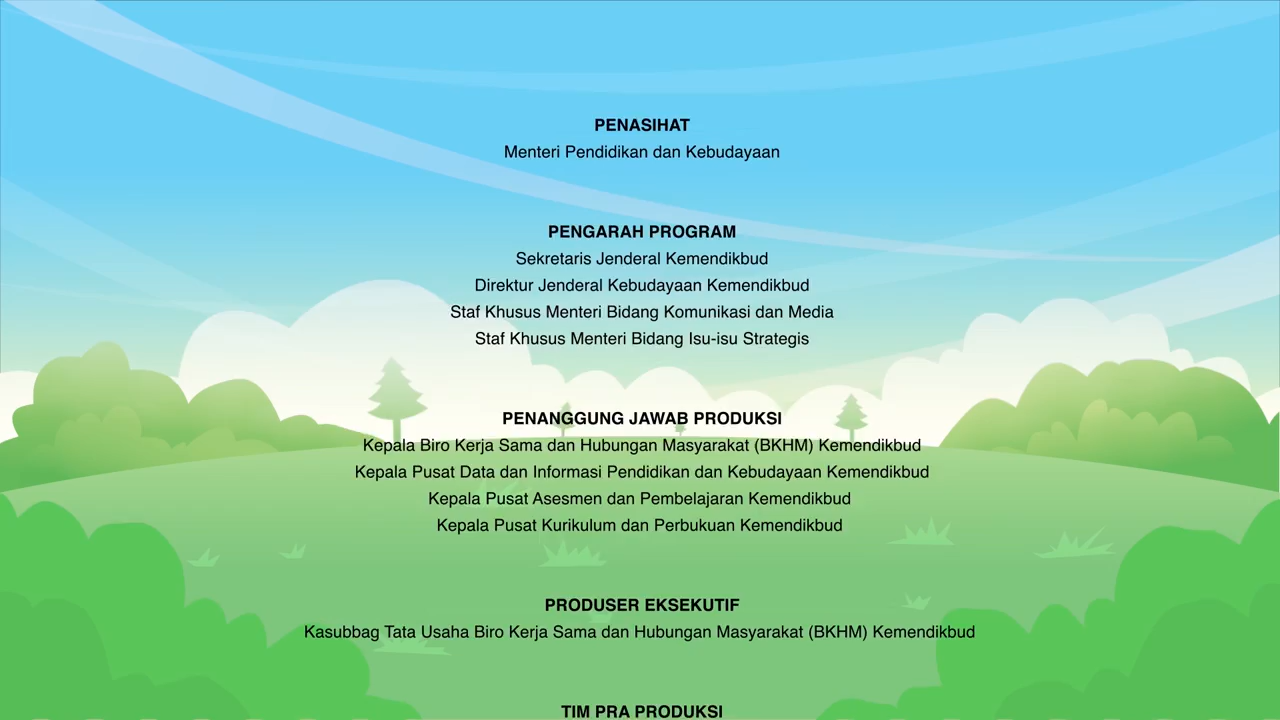 PENASIHAT
Menteri Pendidikan dan Kebudayaan
PENGARAH PROGRAM
Sekretaris Jenderal Kemendikbud
Direktur Jenderal Kebudayaan Kemendikbud
Staf Khusus Menteri Bidang Komunikasi dan Media
Staf Khusus Menteri Bidang Isu-isu Strategis
PENANGGUNG JAWAB PRODUKSI
Kepala Biro Kerja Sama dan Hubungan Masyarakat (BKHM) Kemendikbud
Kepala Pusat Data dan Informasi Pendidikan dan Kebudayaan Kemendikbud
Kepala Pusat Asesmen dan Pembelajaran Kemendikbud
Kepala Pusat Kurikulum dan Perbukuan Kemendikbud
PRODUSER EKSEKUTIF
Kasubbag Tata Usaha Biro Kerja Sama dan Hubungan Masyarakat (BKHM) Kemendikbud
TIM PRA PRODUKSI